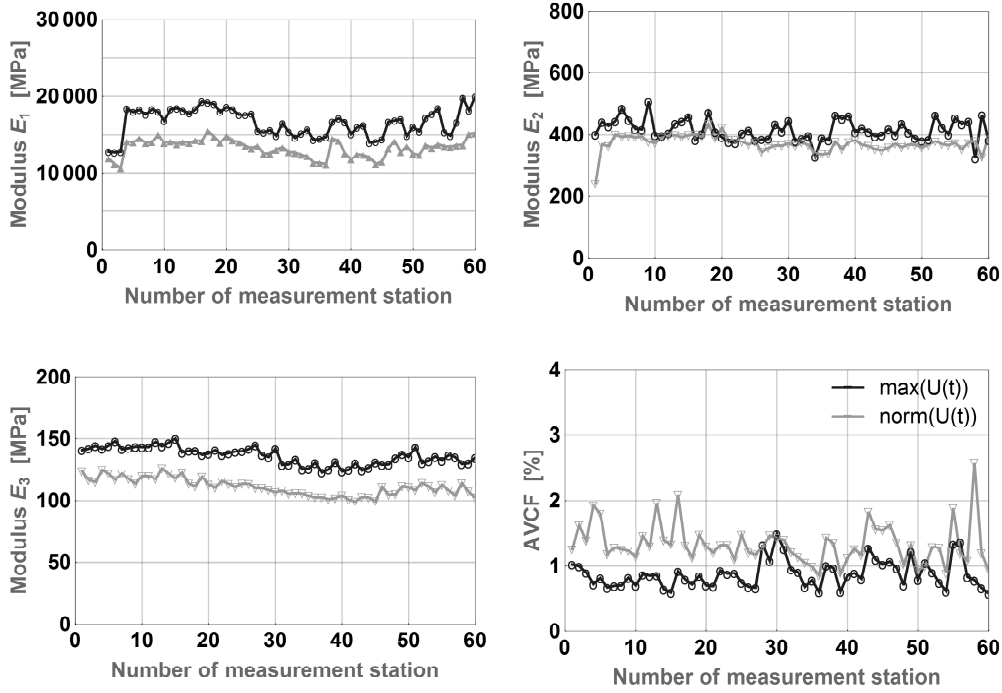 30 000
20 000
10 000
0
Modulus E1 [MPa]
0 10 20 30 40 50 60
Number of measurement station
800
600
400
200
0
Modulus E2 [MPa]
0 10 20 30 40 50 60
Number of measurement station
200
150
100
50
0
Modulus E3 [MPa]
0 10 20 30 40 50 60
Number of measurement station
4
3
2
1
0
AVCF [%]
max(U(t))
norm(U(t))
0 10 20 30 40 50 60
Number of measurement station